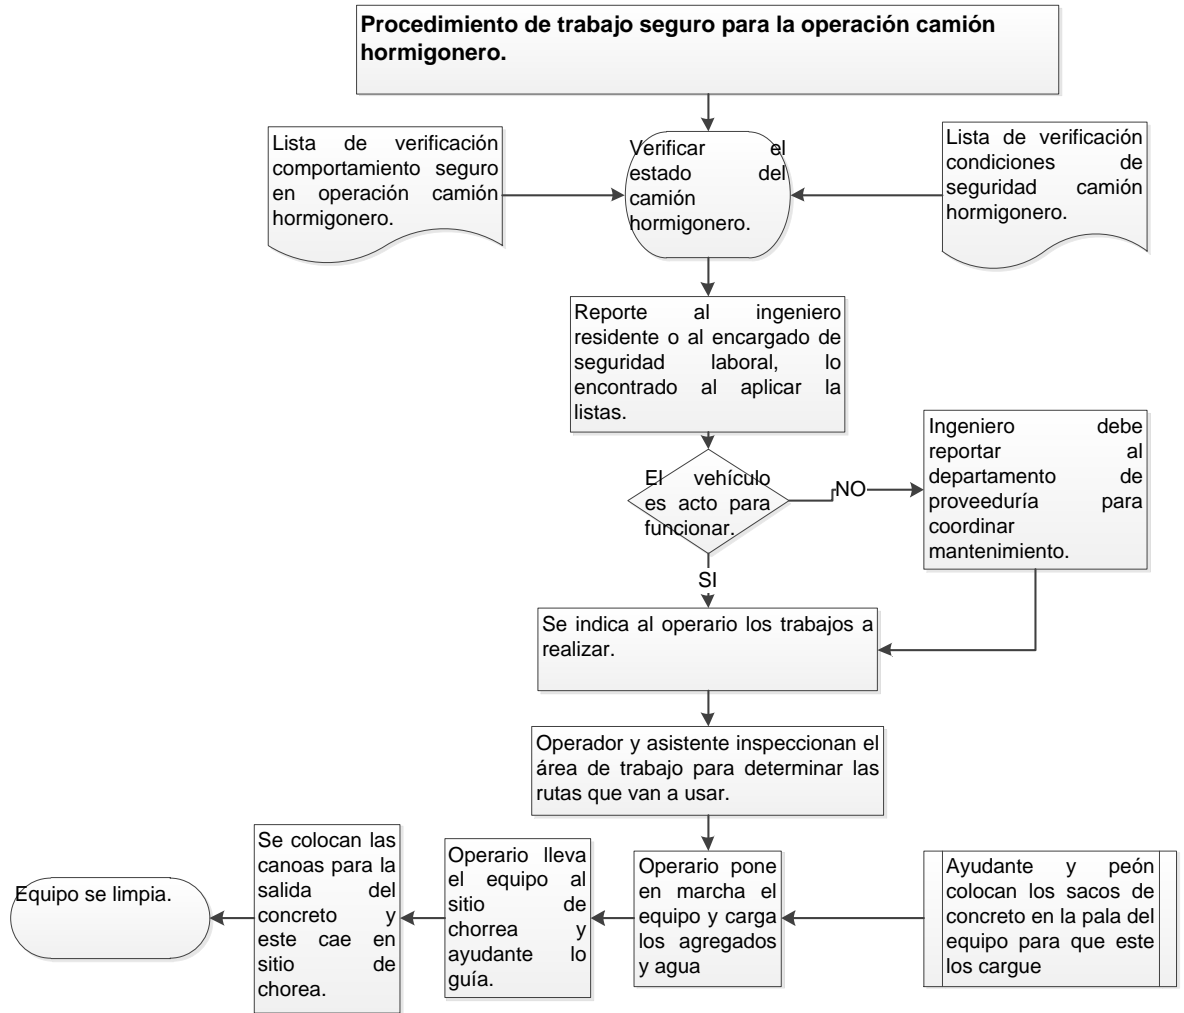 Procedimiento de trabajo seguro para la operación camión
hormigonero.
Lista de verificación
comportamiento seguro
en operación camión
hormigonero.
Verificar el
estado del
camión
hormigonero.
Lista de verificación
condiciones de
seguridad camión
hormigonero.
Reporte al ingeniero
residente o al encargado de
seguridad laboral, lo
encontrado al aplicar la
listas.
El vehículo
es acto para
funcionar.
NO
Ingeniero debe
reportar al
departamento de
proveeduría para
coordinar
mantenimiento.
SI
Se indica al operario los trabajos a
realizar.
Operador y asistente inspeccionan el
área de trabajo para determinar las
rutas que van a usar.
Equipo se limpia.
Se colocan las
canoas para la
salida del
concreto y
este cae en
sitio de
chorea.
Operario lleva
el equipo al
sitio de
chorrea y
ayudante lo
guía.
Operario pone
en marcha el
equipo y carga
los agregados
y agua
Ayudante y peón
colocan los sacos de
concreto en la pala del
equipo para que este
los cargue